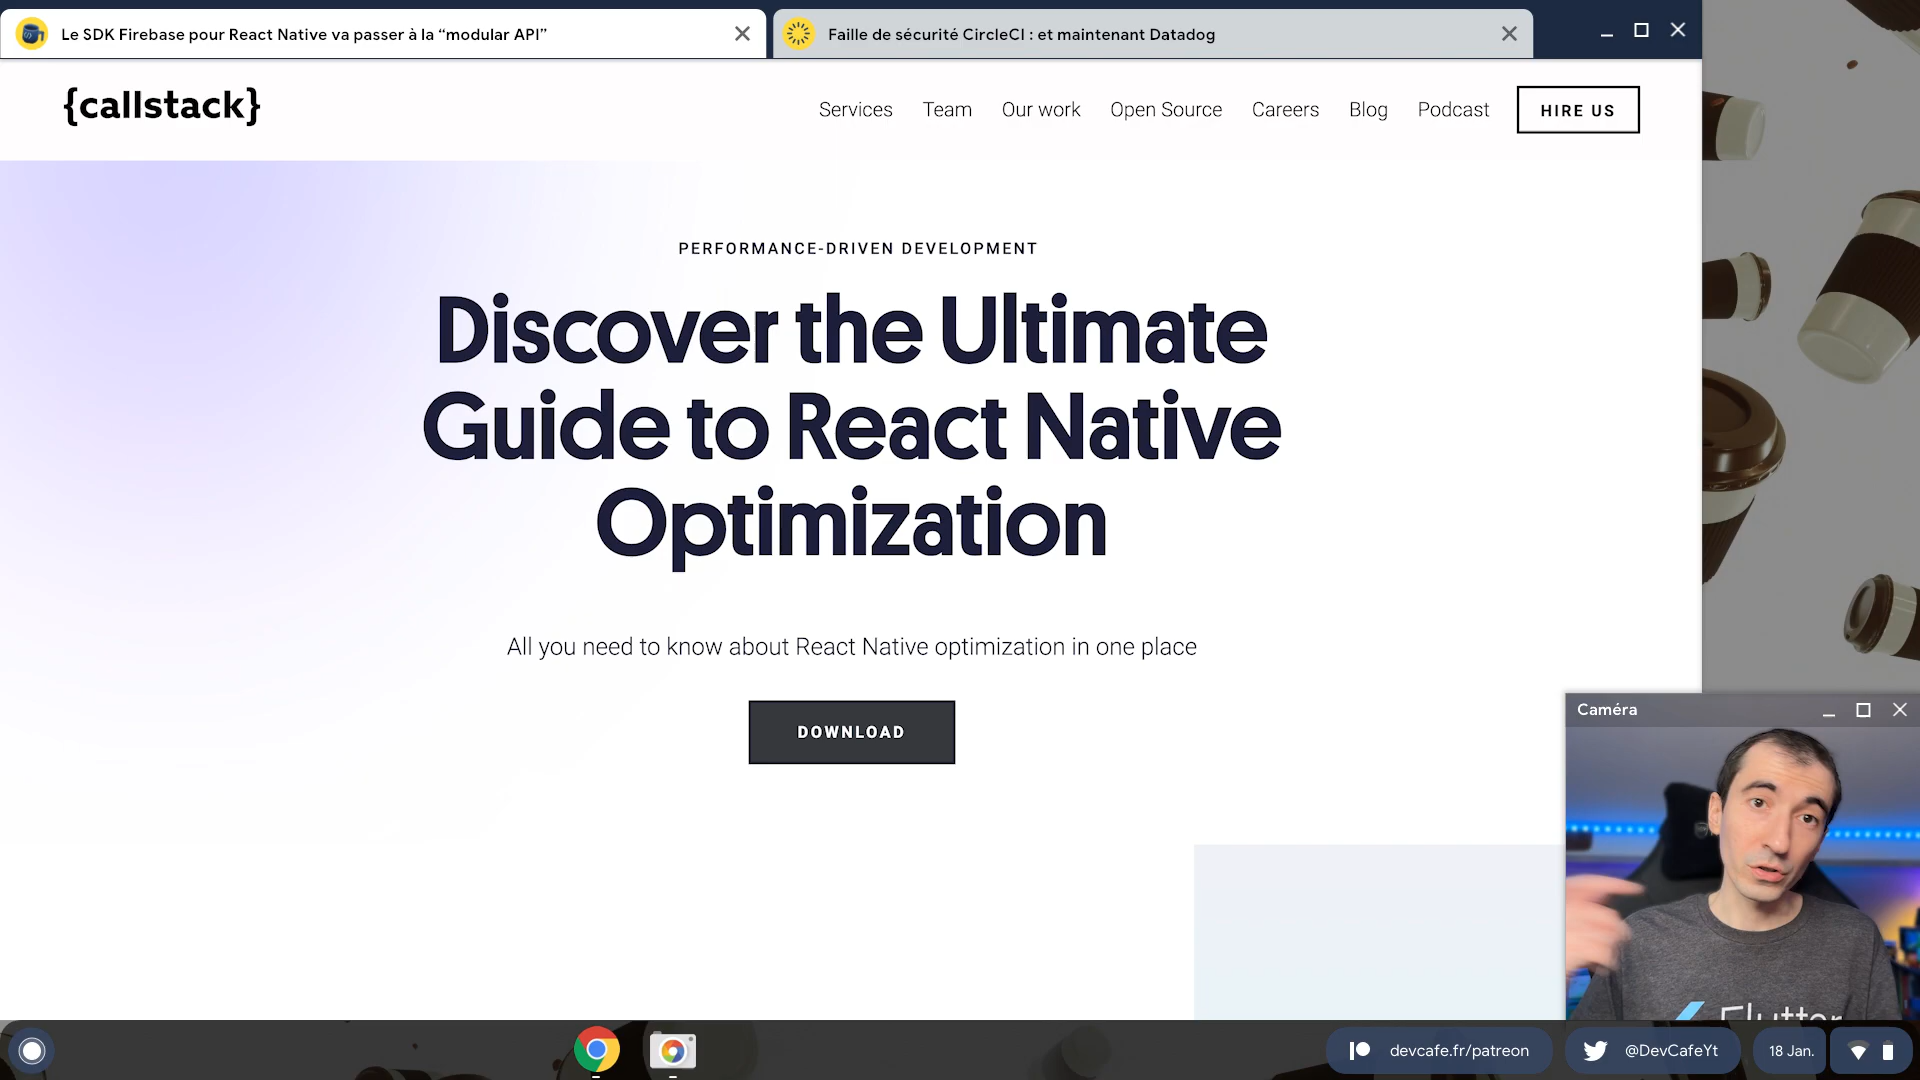 Le SDK Firebase pour React Native va passer à la “modular API”
Faille de sécurité CircleCI : et maintenant Datadog
{callstack}
Services
Team
Our work
Open Source
Careers
Blog
Podcast
HIRE US
PERFORMANCE-DRIVEN DEVELOPMENT
Discover the Ultimate
Guide to React Native
Optimization
All you need to know about React Native optimization in one place
DOWNLOAD
Caméra
Flutter
devcafe.fr/patreon
@DevCafeYt
18 Jan.